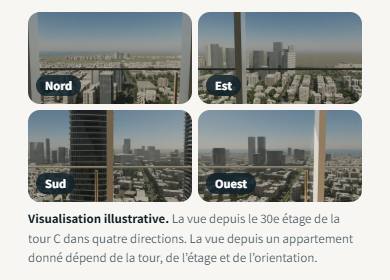 Nord
Est
Sud
Ouest
Visualisation illustrative. La vue depuis le 30e étage de la
tour C dans quatre directions. La vue depuis un appartement
donné dépend de la tour, de l’étage et de l’orientation.